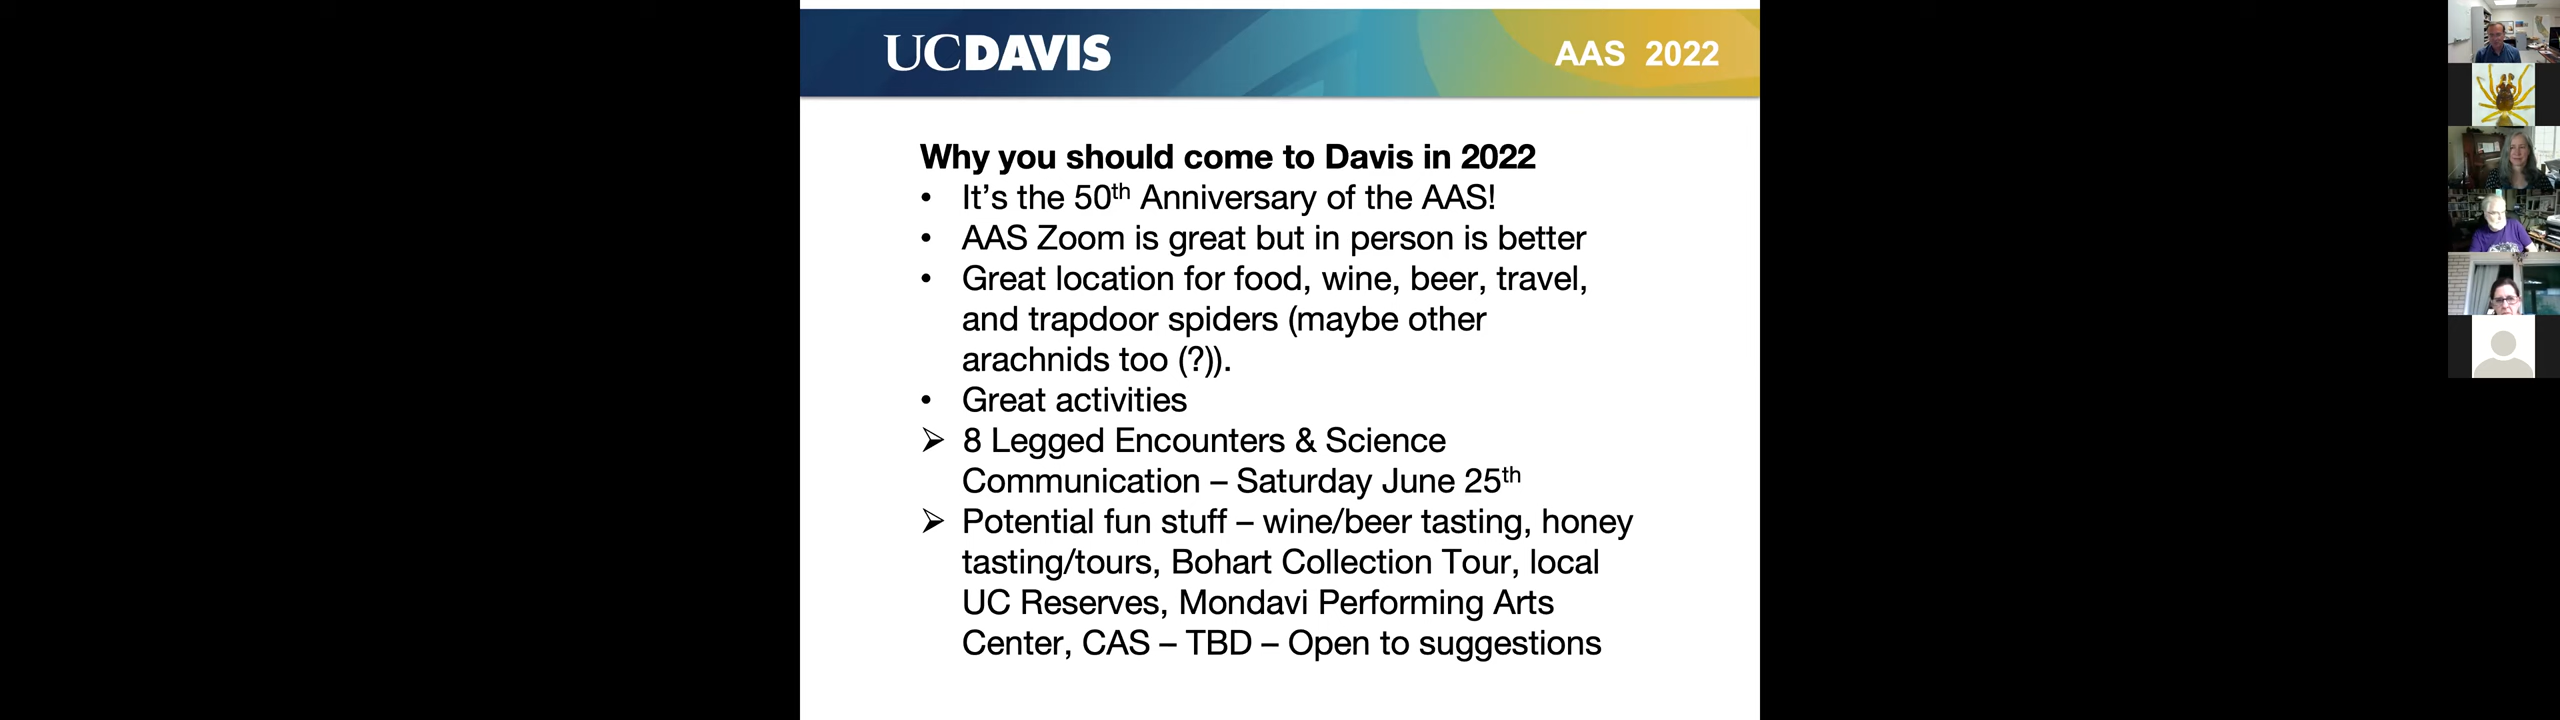 UCDAVIS
AAS 2022
Why you should come to Davis in 2022
• It’s the 50th Anniversary of the AAS!
• AAS Zoom is great but in person is better
• Great location for food, wine, beer, travel,
and trapdoor spiders (maybe other
arachnids too (?)).
• Great activities
➢ 8 Legged Encounters & Science
Communication – Saturday June 25th
➢ Potential fun stuff – wine/beer tasting, honey
tasting/tours, Bohart Collection Tour, local
UC Reserves, Mondavi Performing Arts
Center, CAS – TBD – Open to suggestions